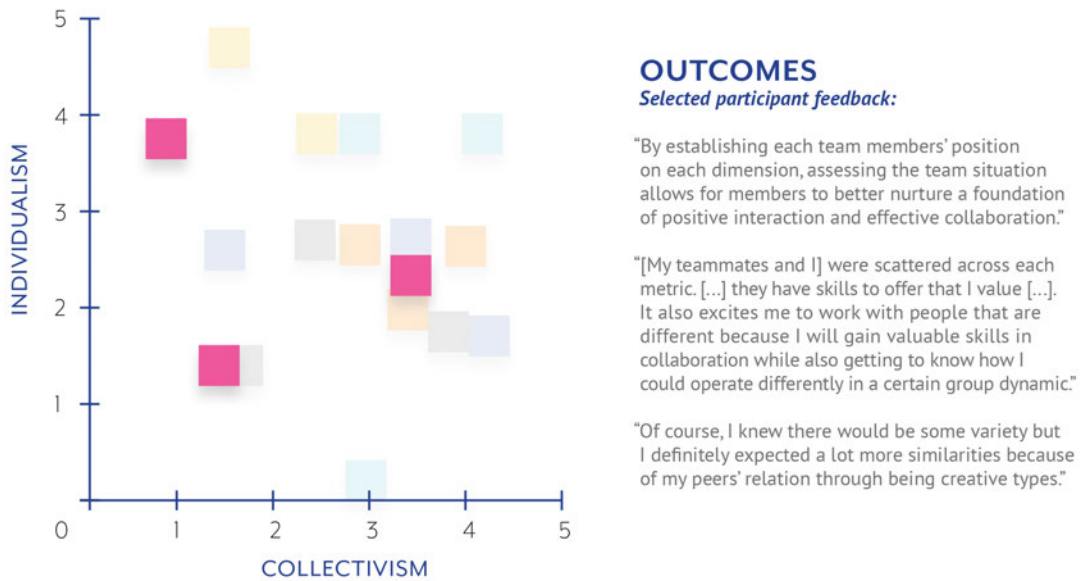 5
4
3
2
1
0
1
2
3
4
5
INDIVIDUALISM
COLLECTIVISM
OUTCOMES
Selected participant feedback:
“By establishing each team members’ position
on each dimension, assessing the team situation
allows for members to better nurture a foundation
of positive interaction and effective collaboration.”
“[My teammates and I] were scattered across each
metric. [...] they have skills to offer that I value [...].
It also excites me to work with people that are
different because I will gain valuable skills in
collaboration while also getting to know how I
could operate differently in a certain group dynamic.”
“Of course, I knew there would be some variety but
I definitely expected a lot more similarities because
of my peers’ relation through being creative types.”